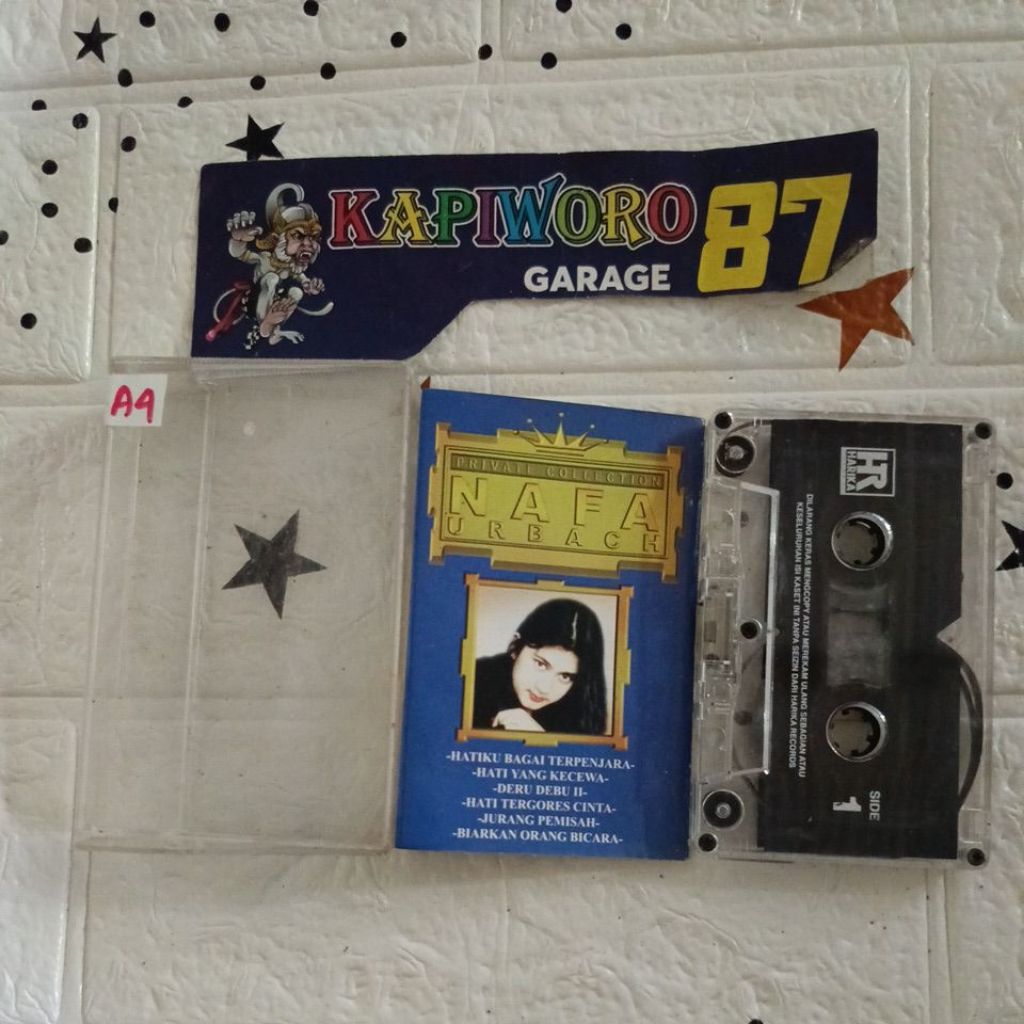 KAPIWORO 87
GARAGE
A4
PRIVATE COLLECTION
NAFA
URBACH
-HATIKU BAGAI TERPENJARA-
-HATI YANG KECEWA-
-DERU DEBU II-
-HATI TERGORES CINTA-
-JURANG PEMISAH-
-BIARKAN ORANG BICARA-
HR
HARIKA
DILARANG KERAS MENGCOPY ATAU MEREKAM ULANG SEBAGIAN ATAU
KESELURUHAN ISI KASET INI TANPA SEIZIN DARI HARIKA RECORDS
SIDE
1